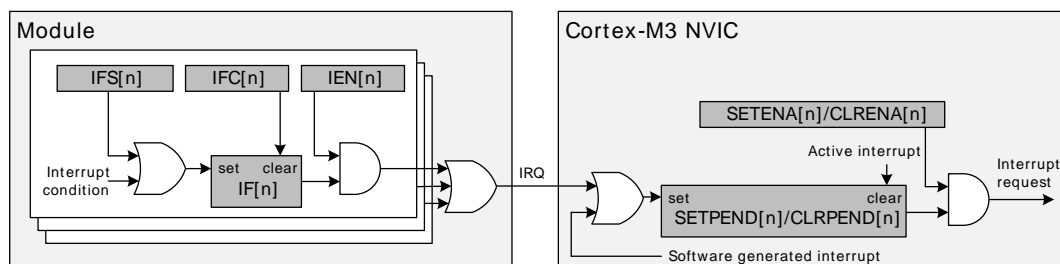 Module
Cortex-M3 NVIC
IFS[n]
IFC[n]
IEN[n]
Interrupt
condition
set
clear
IF[n]
IRQ
SETENA[n]/CLRENA[n]
Active interrupt
set
clear
SETPEND[n]/CLRPEND[n]
Interrupt
request
Software generated interrupt